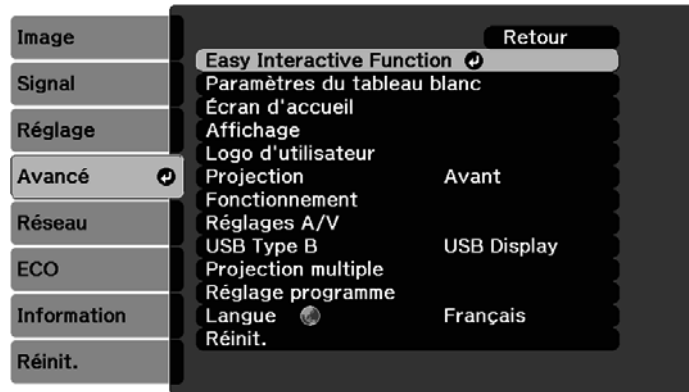 Image
Signal
Réglage
Avancé
Réseau
ECO
Information
Réinit.
Retour
Easy Interactive Function
Paramètres du tableau blanc
Écran d'accueil
Affichage
Logo d'utilisateur
Projection Avant
Fonctionnement
Réglages A/V
USB Type B USB Display
Projection multiple
Réglage programme
Langue Français
Réinit.